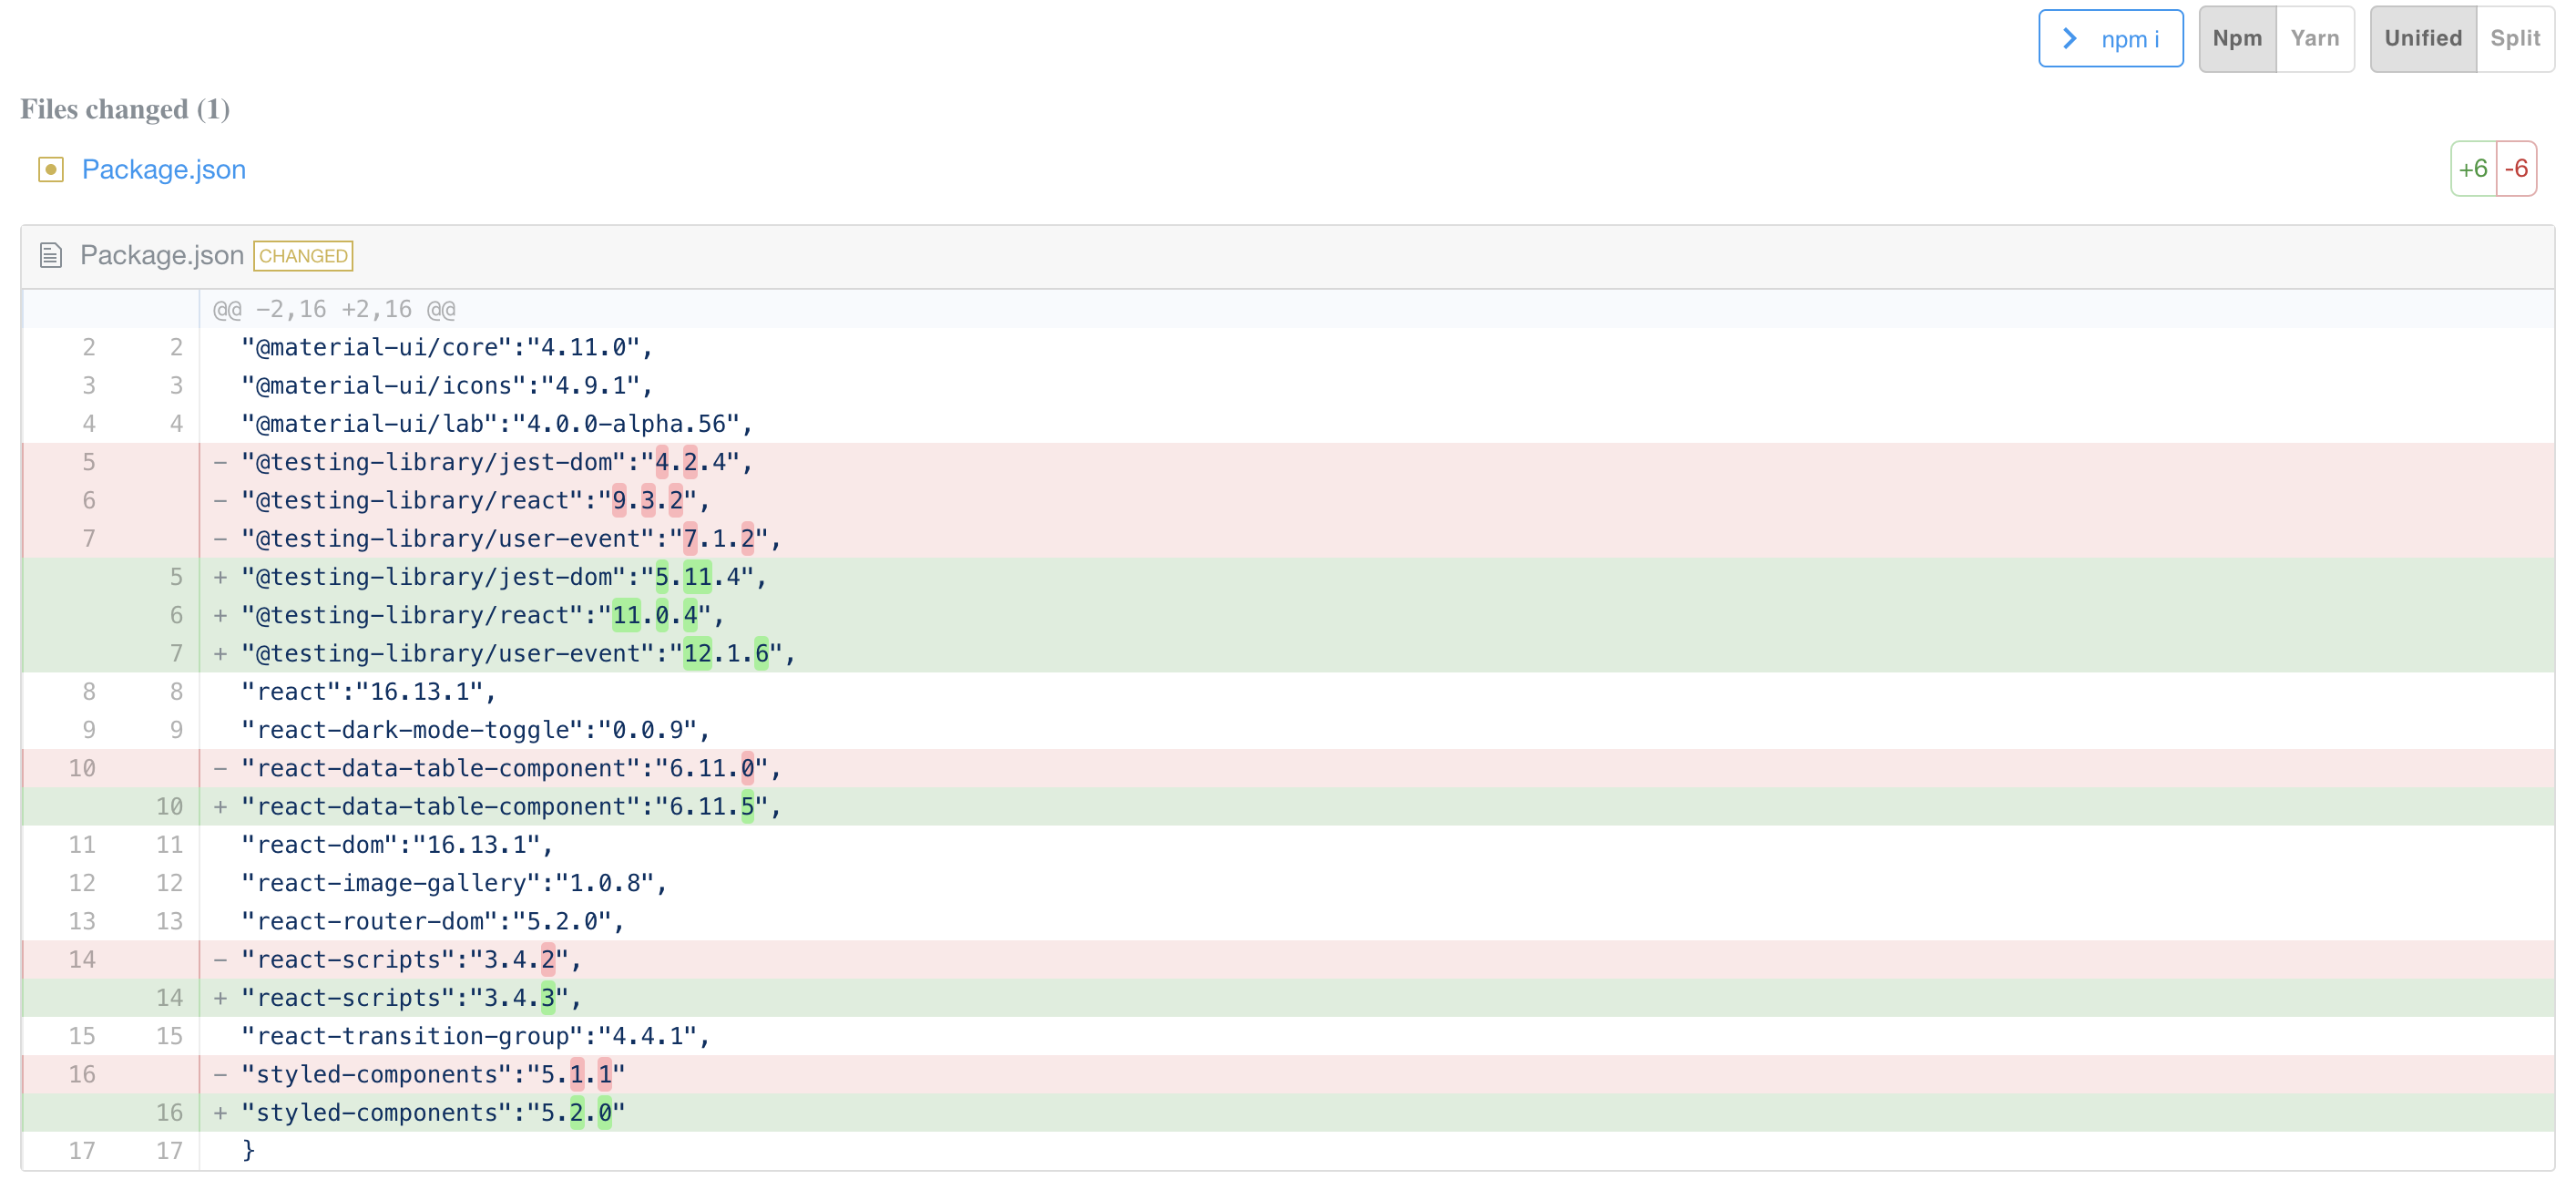 npm i Npm Yarn Unified Split
Files changed (1)
Package.json +6 -6
Package.json CHANGED
@@ -2,16 +2,16 @@
2 2 "@material-ui/core":"4.11.0",
3 3 "@material-ui/icons":"4.9.1",
4 4 "@material-ui/lab":"4.0.0-alpha.56",
5 - "@testing-library/jest-dom":"4.2.4",
6 - "@testing-library/react":"9.3.2",
7 - "@testing-library/user-event":"7.1.2",
5 + "@testing-library/jest-dom":"5.11.4",
6 + "@testing-library/react":"11.0.4",
7 + "@testing-library/user-event":"12.1.6",
8 8 "react":"16.13.1",
9 9 "react-dark-mode-toggle":"0.0.9",
10 - "react-data-table-component":"6.11.0",
10 + "react-data-table-component":"6.11.5",
11 11 "react-dom":"16.13.1",
12 12 "react-image-gallery":"1.0.8",
13 13 "react-router-dom":"5.2.0",
14 - "react-scripts":"3.4.2",
14 + "react-scripts":"3.4.3",
15 15 "react-transition-group":"4.4.1",
16 - "styled-components":"5.1.1"
16 + "styled-components":"5.2.0"
17 17 }